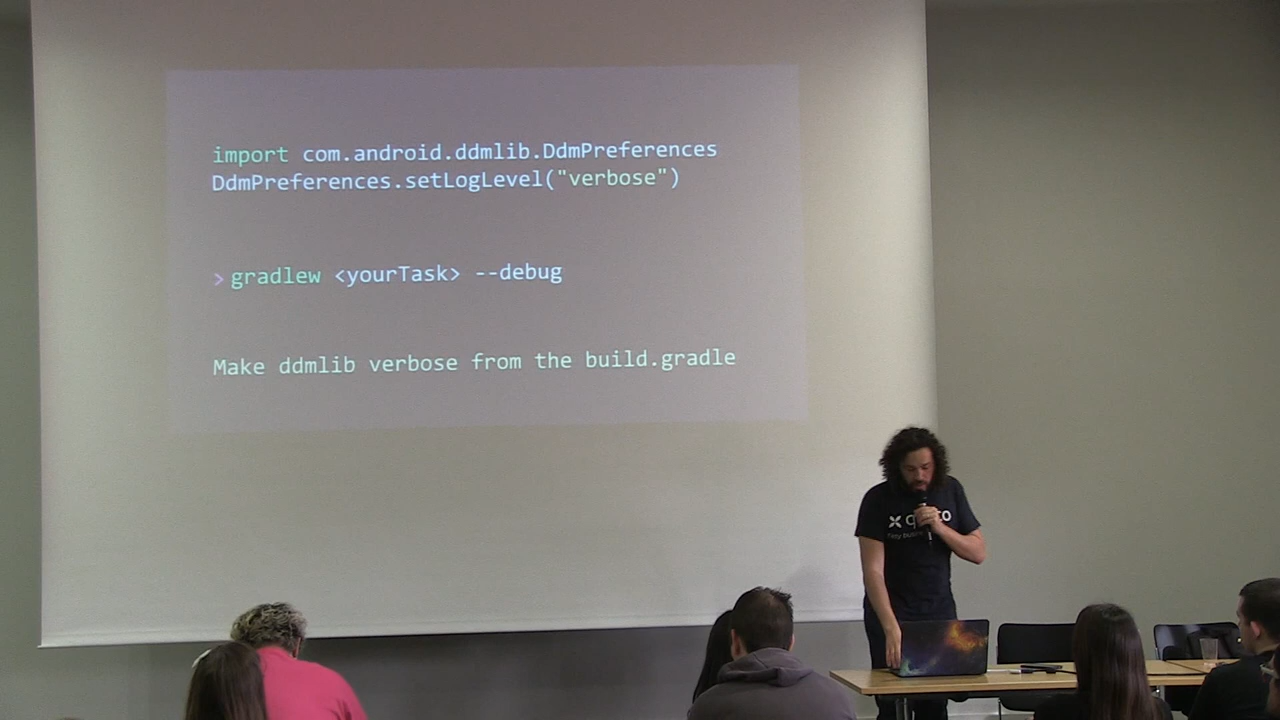 import com.android.ddmlib.DdmPreferences
DdmPreferences.setLogLevel("verbose")
> gradlew <yourTask> --debug
Make ddmlib verbose from the build.gradle